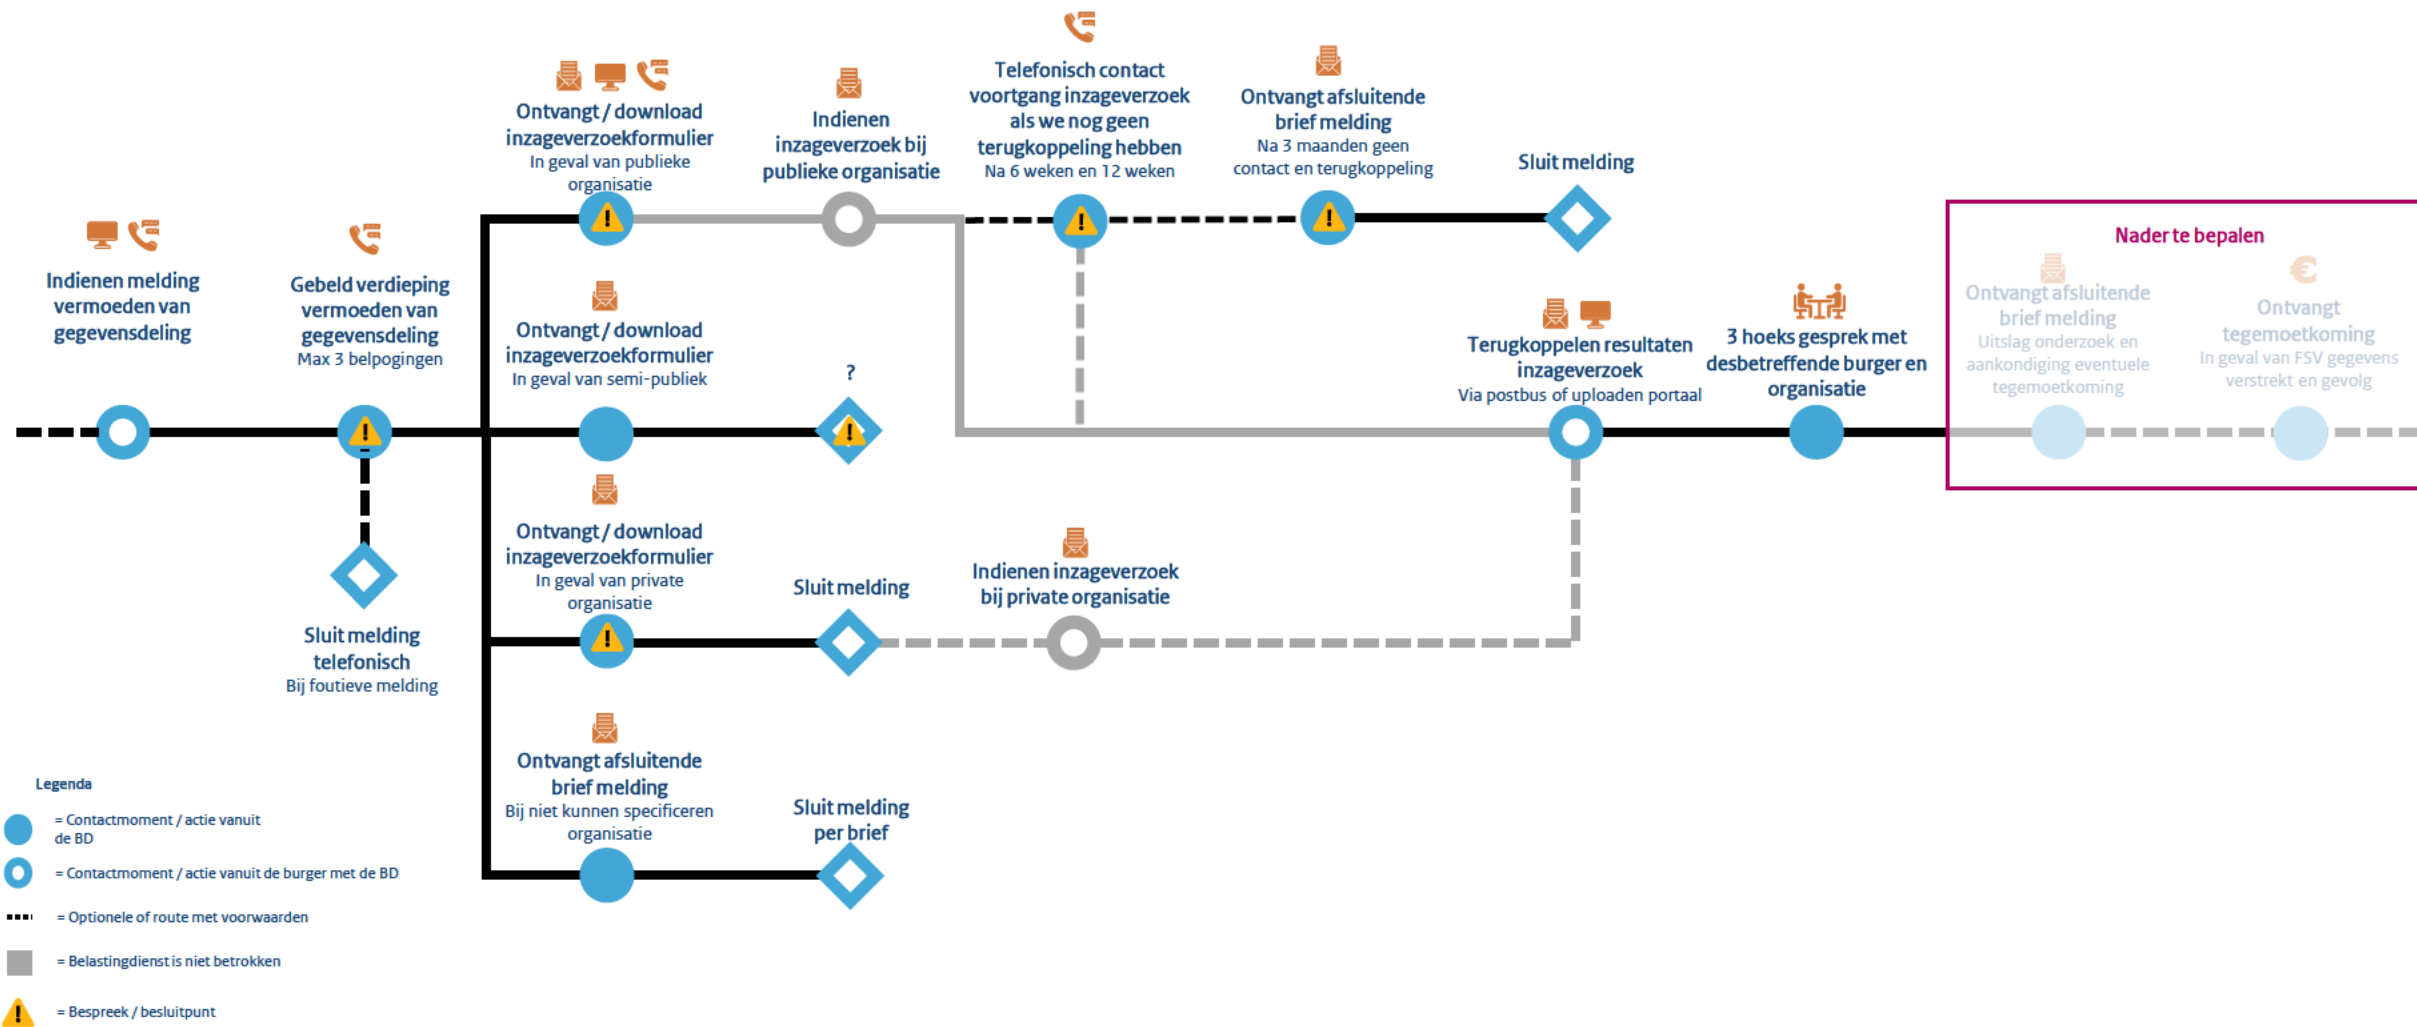 Indienen melding
vermoeden van
gegevensdeling
Gebeld verdieping
vermoeden van
gegevensdeling
Max 3 belpogingen
Sluit melding
telefonisch
Bij foutieve melding
Ontvangt / download
inzageverzoekformulier
In geval van publieke
organisatie
Indienen
inzageverzoek bij
publieke organisatie
Telefonisch contact
voortgang inzageverzoek
als we nog geen
terugkoppeling hebben
Na 6 weken en 12 weken
Ontvangt afsluitende
brief melding
Na 3 maanden geen
contact en terugkoppeling
Sluit melding
Ontvangt / download
inzageverzoekformulier
In geval van semi-publiek
?
Terugkoppelen resultaten
inzageverzoek
Via postbus of uploaden portaal
3 hoeks gesprek met
desbetreffende burger en
organisatie
Nader te bepalen
Ontvangt afsluitende
brief melding
Uitslag onderzoek en
aankondiging eventuele
tegemoetkoming
€
Ontvangt
tegemoetkoming
In geval van FSV gegevens
verstrekt en gevolg
Ontvangt / download
inzageverzoekformulier
In geval van private
organisatie
Sluit melding
Indienen inzageverzoek
bij private organisatie
Ontvangt afsluitende
brief melding
Bij niet kunnen specificeren
organisatie
Sluit melding
per brief
Legenda
= Contactmoment / actie vanuit
de BD
= Contactmoment / actie vanuit de burger met de BD
= Optionele of route met voorwaarden
= Belastingdienst is niet betrokken
= Bespreek / besluitpunt